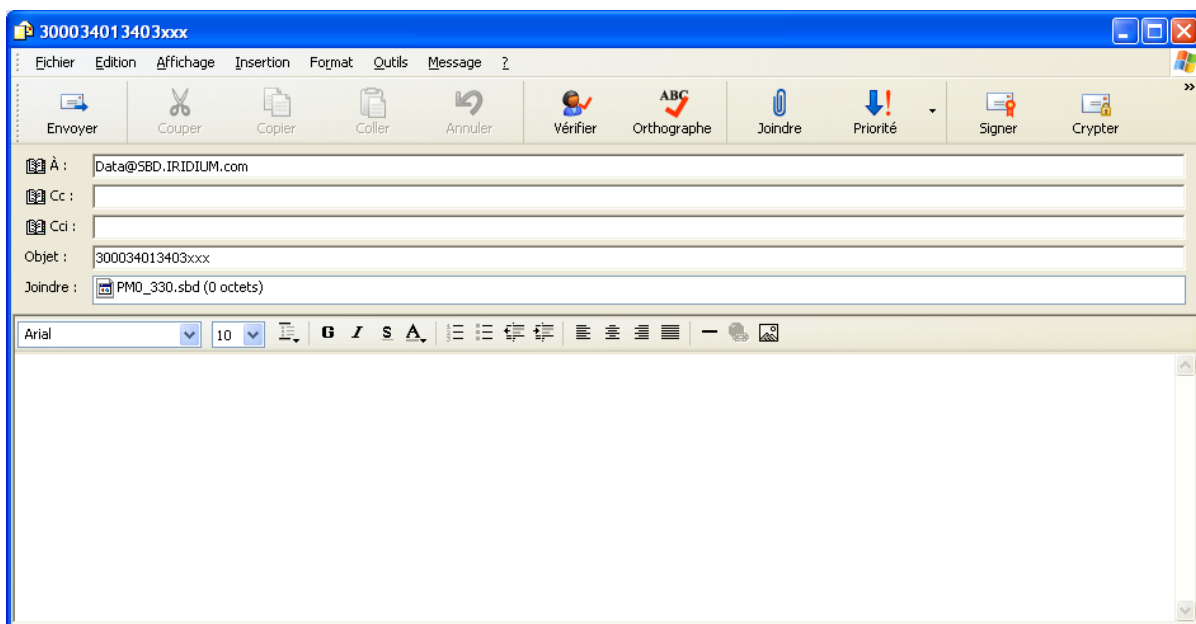 300034013403xxx
Fichier Edition Affichage Insertion Format Outils Message ?
Envoyer Couper Copier Coller Annuler Vérifier ABC Orthographe Joindre Priorité Signer Crypter »
À : Data@SBD.IRIDIUM.com
Cc :
Cci :
Objet : 300034013403xxx
Joindre : PM0_330.sbd (0 octets)
Arial 10 G I S A